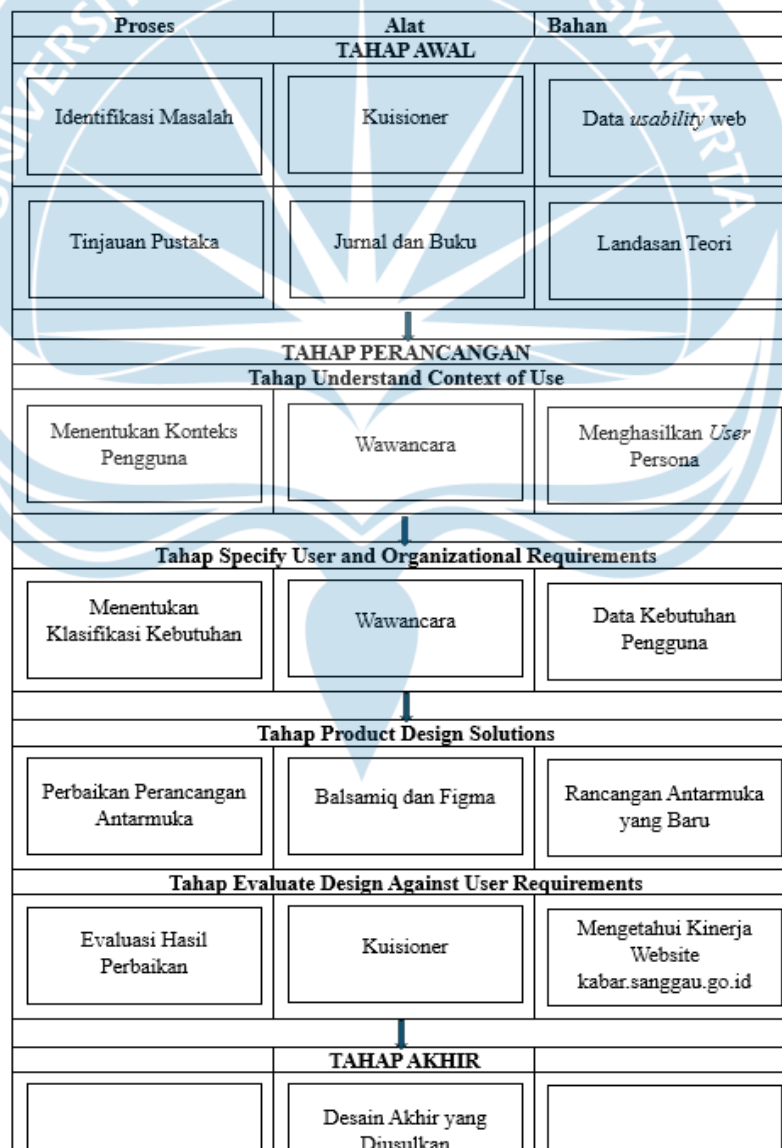 UNIVERSIT
GYAKARTA
Proses Alat Bahan
TAHAP AWAL
Identifikasi Masalah Kuisioner Data usability web
Tinjauan Pustaka Jurnal dan Buku Landasan Teori
TAHAP PERANCANGAN
Tahap Understand Context of Use
Menentukan Konteks
Pengguna
Wawancara
Menghasilkan User
Persona
Tahap Specify User and Organizational Requirements
Menentukan
Klasifikasi Kebutuhan
Wawancara
Data Kebutuhan
Pengguna
Tahap Product Design Solutions
Perbaikan Perancangan
Antarmuka
Balsamiq dan Figma
Rancangan Antarmuka
yang Baru
Tahap Evaluate Design Against User Requirements
Evaluasi Hasil
Perbaikan
Kuisioner
Mengetahui Kinerja
Website
kabar.sanggau.go.id
TAHAP AKHIR
Desain Akhir yang
Diusulkan